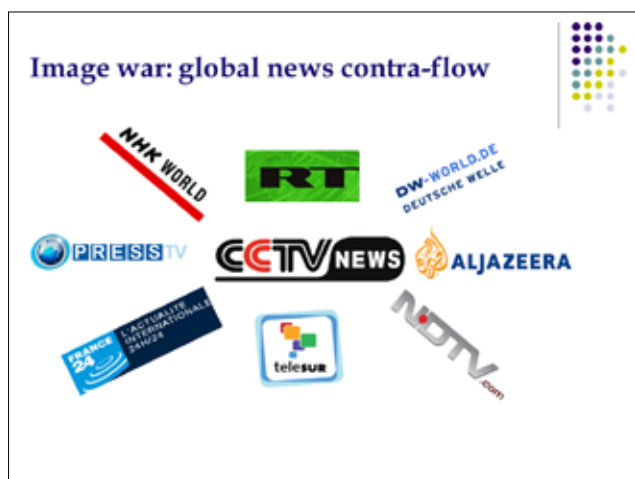 Image war: global news contra-flow
NHK WORLD
RT
DW-WORLD.DE
DEUTSCHE WELLE
PRESS TV
CCTV NEWS
ALJAZEERA
FRANCE
24
L'ACTUALITÉ
INTERNATIONALE
24H/24
teleSUR
NDTV
.com